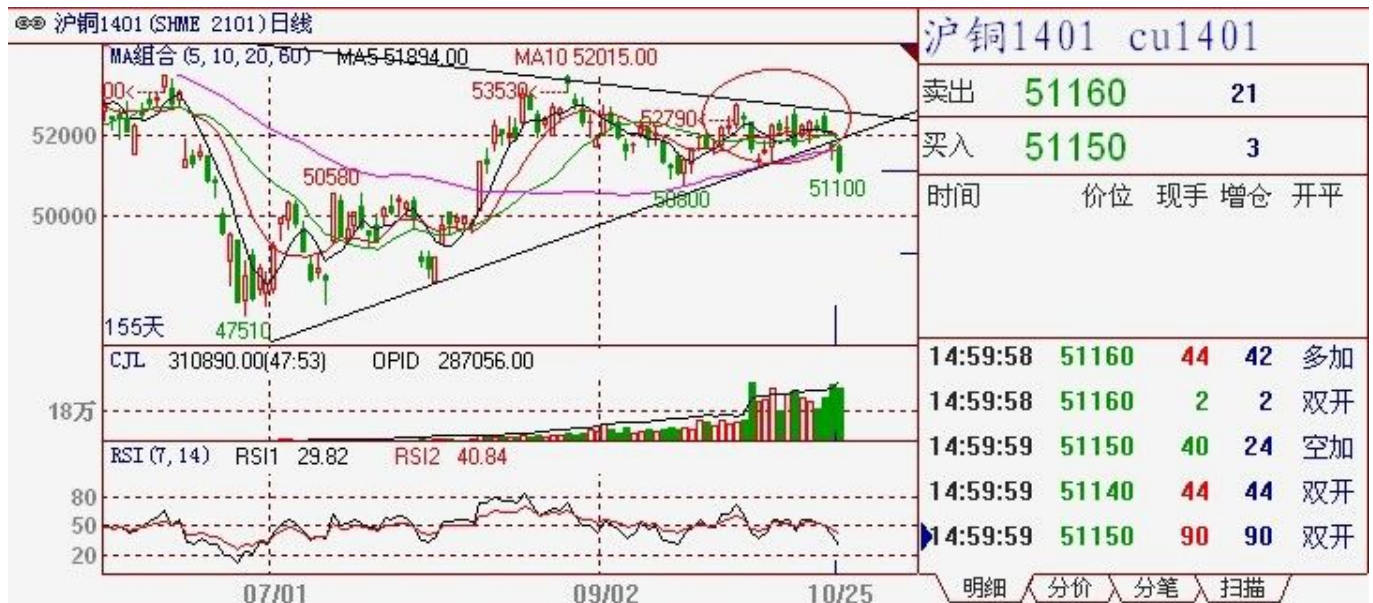 沪铜1401(SHME 2101)日线
MA组合(5,10,20,60) MA5 51894.00 MA10 52015.00
00<
53530<
52790<
52000
50580
50800
51100
50000
155天
47510
CJL 310890.00(47:53) OPID 287056.00
18万
RSI(7,14) RSI1 29.82 RSI2 40.84
80
50
20
07/01 09/02 10/25
沪铜1401 cu1401
卖出 51160 21
买入 51150 3
时间 价位 现手 增仓 开平
14:59:58 51160 44 42 多加
14:59:58 51160 2 2 双开
14:59:59 51150 40 24 空加
14:59:59 51140 44 44 双开
14:59:59 51150 90 90 双开
明细 分价 分笔 扫描